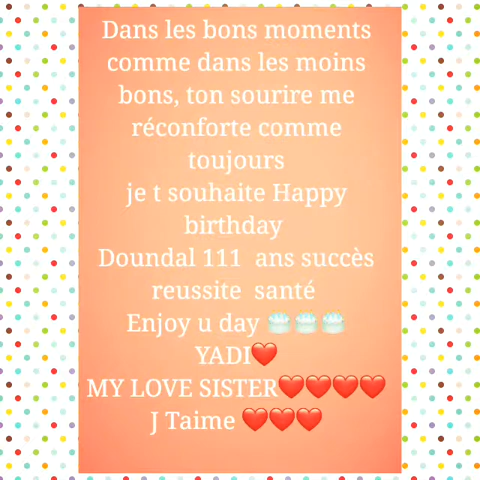 Dans les bons moments
comme dans les moins
bons, ton sourire me
réconforte comme
toujours
je t souhaite Happy
birthday
Doundal 111 ans succès
reussite santé
Enjoy u day 🎂🎂🎂
YADI❤️
MY LOVE SISTER❤️❤️❤️❤️
J Taime ❤️❤️❤️